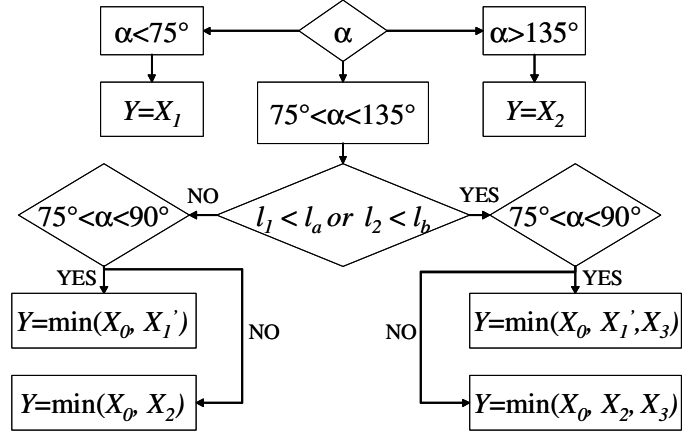 α<75°
α
α>135°
Y=X₁
75°<α<135°
Y=X₂
NO
YES
75°<α<90°
l₁ < lₐ or l₂ < l_b
75°<α<90°
YES
YES
Y=min(X₀, X₁’)
Y=min(X₀, X₁’,X₃)
NO
NO
Y=min(X₀, X₂)
Y=min(X₀, X₂, X₃)